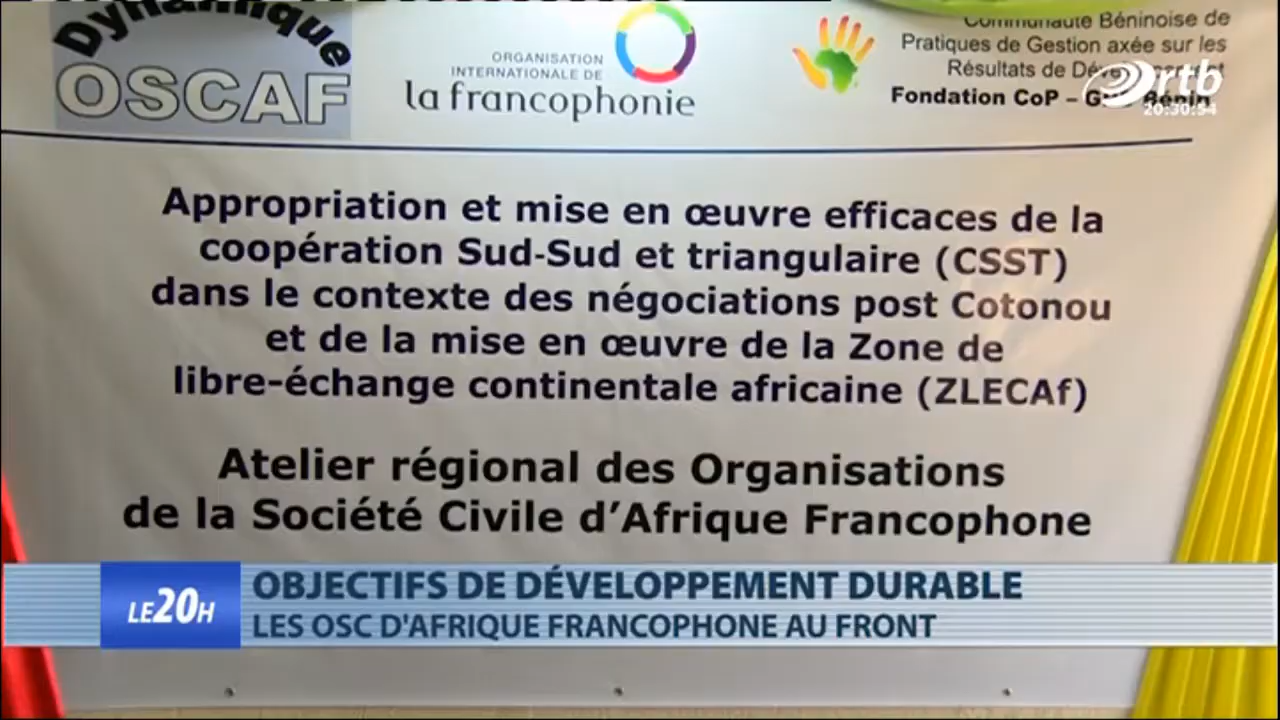 Dynamique
OSCAF
ORGANISATION
INTERNATIONALE DE
la francophonie
Communauté Béninoise de
Pratiques de Gestion axée sur les
Résultats de
Fondation CoP – Bénin
rtb
20:30:54
Appropriation et mise en œuvre efficaces de la
coopération Sud-Sud et triangulaire (CSST)
dans le contexte des négociations post Cotonou
et de la mise en œuvre de la Zone de
libre-échange continentale africaine (ZLECAf)
Atelier régional des Organisations
de la Société Civile d’Afrique Francophone
LE20H
OBJECTIFS DE DÉVELOPPEMENT DURABLE
LES OSC D'AFRIQUE FRANCOPHONE AU FRONT